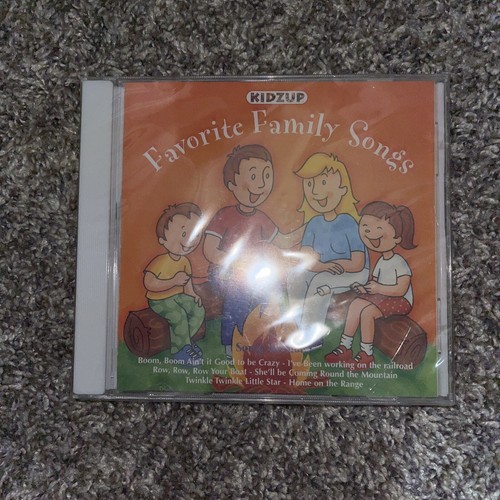 KIDZUP
Favorite Family Songs
Boom, Boom Ain't it Good to be Crazy - I've Been working on the railroad
Row, Row, Row Your Boat - She'll be Coming Round the Mountain
Twinkle Twinkle Little Star - Home on the Range